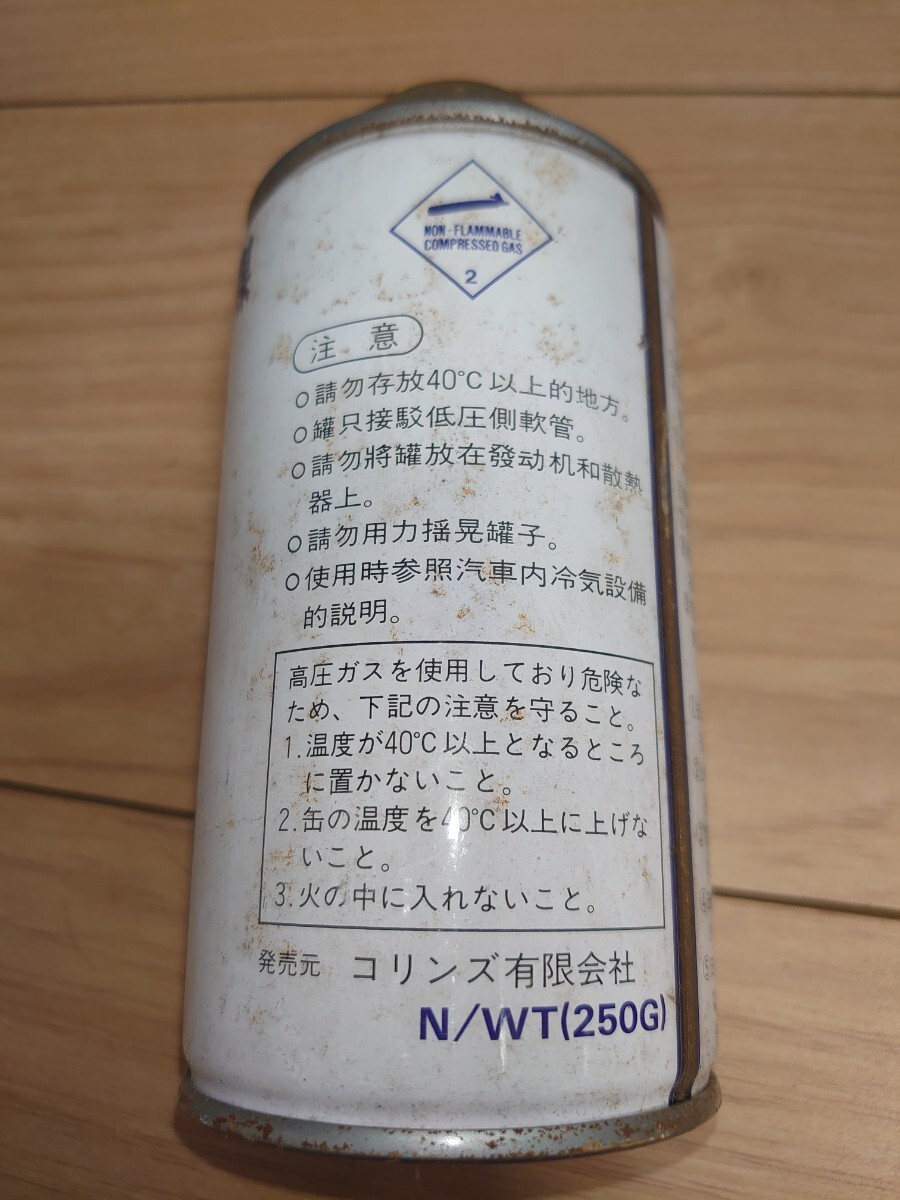 NON-FLAMMABLE
COMPRESSED GAS
2
注意
○請勿存放40℃以上的地方。
○罐只接駁低圧側軟管。
○請勿將罐放在發动机和散熱
器上。
○請勿用力揺晃罐子。
○使用時参照汽車内冷気設備
的説明。
高圧ガスを使用しており危険な
ため、下記の注意を守ること。
1.温度が40℃以上となるところ
に置かないこと。
2.缶の温度を40℃以上に上げな
いこと。
3.火の中に入れないこと。
発売元 コリンズ有限会社
N/WT(250G)